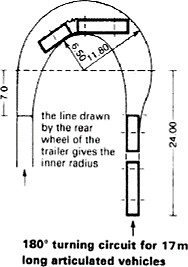 6.50
11.80
7.0
the line drawn
by the rear
wheel of the
trailer gives the
inner radius
24.00
180° turning circuit for 17m
long articulated vehicles